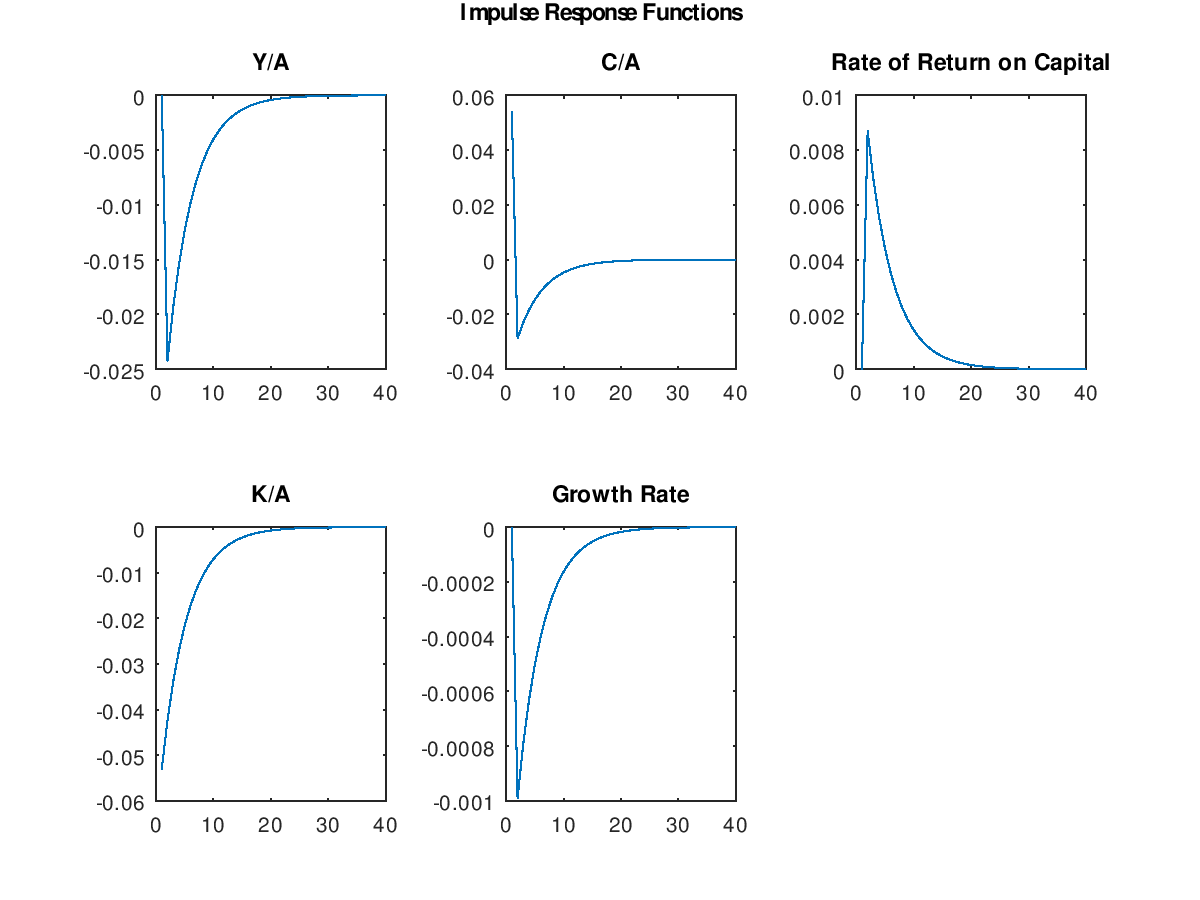 Impulse Response Functions
Y/A
0
-0.005
-0.01
-0.015
-0.02
-0.025
0 10 20 30 40
C/A
0.06
0.04
0.02
0
-0.02
-0.04
0 10 20 30 40
Rate of Return on Capital
0.01
0.008
0.006
0.004
0.002
0
0 10 20 30 40
K/A
0
-0.01
-0.02
-0.03
-0.04
-0.05
-0.06
0 10 20 30 40
Growth Rate
0
-0.0002
-0.0004
-0.0006
-0.0008
-0.001
0 10 20 30 40